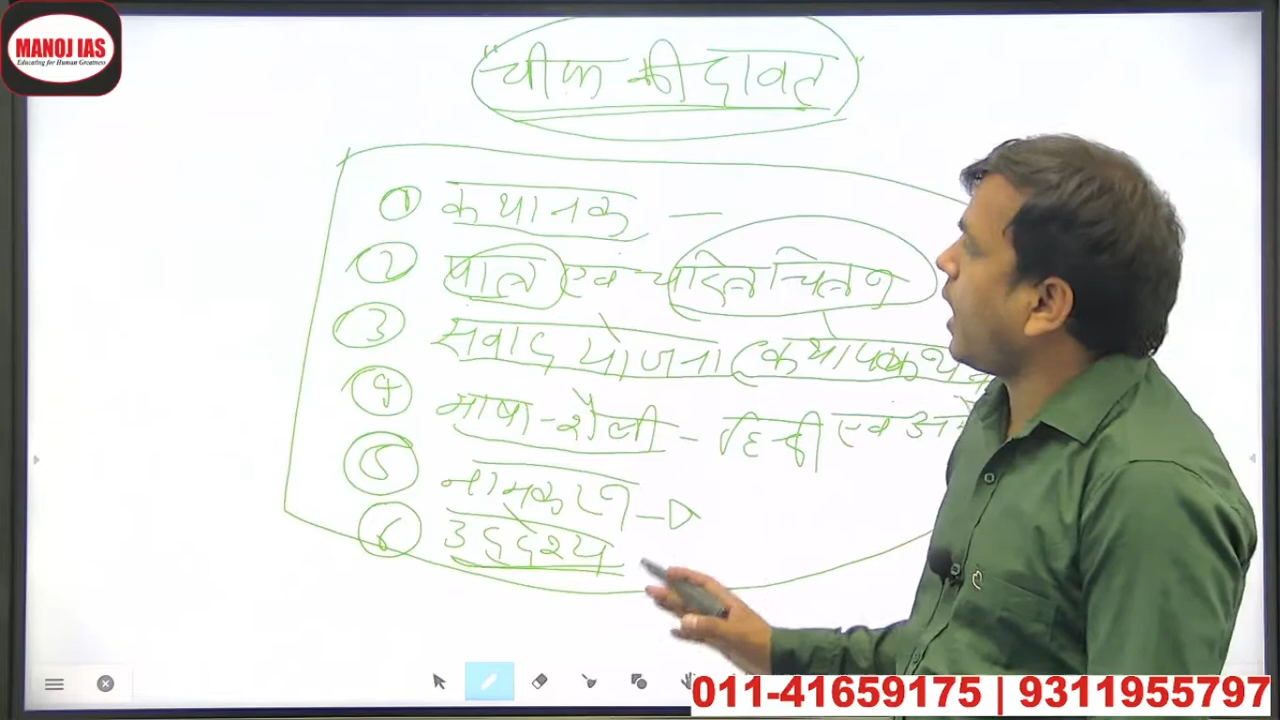 MANOJ IAS
Educating for Human Greatness
"चीफ की दावत"
① कथानक —
② पात्र एवं चरित्र चित्रण
③ संवाद योजना (कथोपकथन
④ भाषा-शैली - हिन्दी एवं
⑤ नामकरण →
⑥ उद्देश्य
011-41659175 | 9311955797